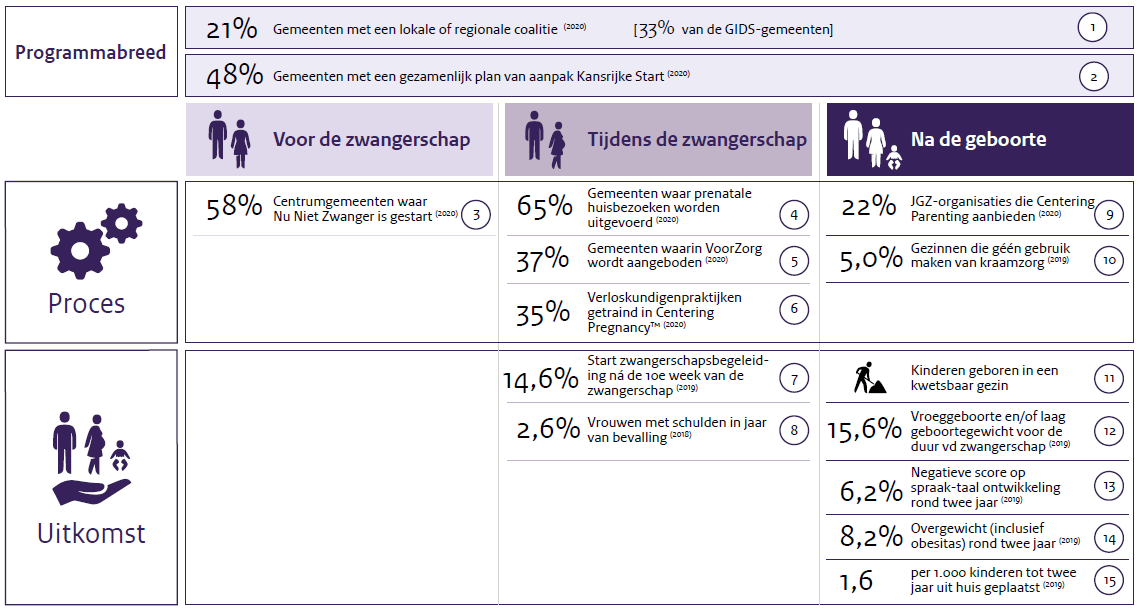 Programmabreed
21% Gemeenten met een lokale of regionale coalitie (2020) [33% van de GIDS-gemeenten] 1
48% Gemeenten met een gezamenlijk plan van aanpak Kansrijke Start (2020) 2
Voor de zwangerschap
Tijdens de zwangerschap
Na de geboorte
Proces
58% Centrumgemeenten waar
Nu Niet Zwanger is gestart (2020) 3
65% Gemeenten waar prenatale
huisbezoeken worden
uitgevoerd (2020) 4
37% Gemeenten waarin VoorZorg
wordt aangeboden (2020) 5
35% Verloskundigenpraktijken
getraind in Centering
Pregnancy™ (2020) 6
22% JGZ-organisaties die Centering
Parenting aanbieden (2020) 9
5,0% Gezinnen die géén gebruik
maken van kraamzorg (2019) 10
Uitkomst
14,6% Start zwangerschapsbegeleid-
ing ná de 10e week van de
zwangerschap (2019) 7
2,6% Vrouwen met schulden in jaar
van bevalling (2018) 8
Kinderen geboren in een
kwetsbaar gezin 11
15,6% Vroeggeboorte en/of laag
geboortegewicht voor de
duur vd zwangerschap (2019) 12
6,2% Negatieve score op
spraak-taal ontwikkeling
rond twee jaar (2019) 13
8,2% Overgewicht (inclusief
obesitas) rond twee jaar (2019) 14
1,6 per 1.000 kinderen tot twee
jaar uit huis geplaatst (2019) 15